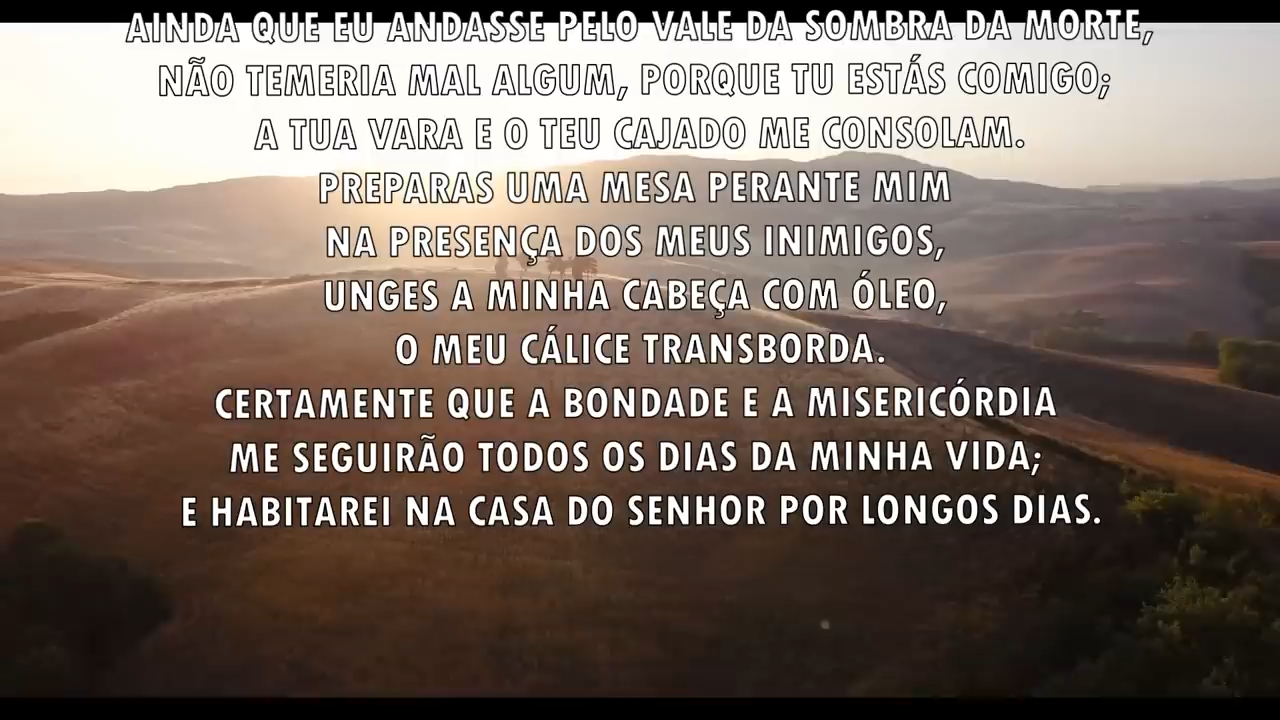 AINDA QUE EU ANDASSE PELO VALE DA SOMBRA DA MORTE,
NÃO TEMERIA MAL ALGUM, PORQUE TU ESTÁS COMIGO;
A TUA VARA E O TEU CAJADO ME CONSOLAM.
PREPARAS UMA MESA PERANTE MIM
NA PRESENÇA DOS MEUS INIMIGOS,
UNGES A MINHA CABEÇA COM ÓLEO,
O MEU CÁLICE TRANSBORDA.
CERTAMENTE QUE A BONDADE E A MISERICÓRDIA
ME SEGUIRÃO TODOS OS DIAS DA MINHA VIDA;
E HABITAREI NA CASA DO SENHOR POR LONGOS DIAS.